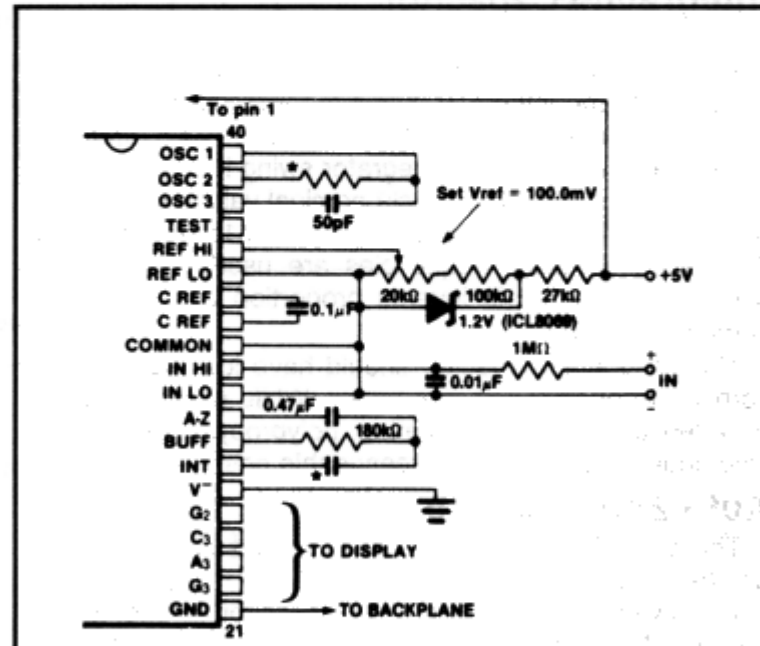 To pin 1
40
OSC 1
OSC 2
*
OSC 3
50pF
Set Vref = 100.0mV
TEST
REF HI
REF LO
20kΩ
100kΩ
27kΩ
+5V
C REF
0.1μF
1.2V (ICL8069)
C REF
COMMON
1MΩ
IN HI
+
0.01μF
IN
IN LO
-
A-Z
0.47μF
BUFF
180kΩ
INT
*
V⁻
G2
C3
TO DISPLAY
A3
G3
GND
TO BACKPLANE
21